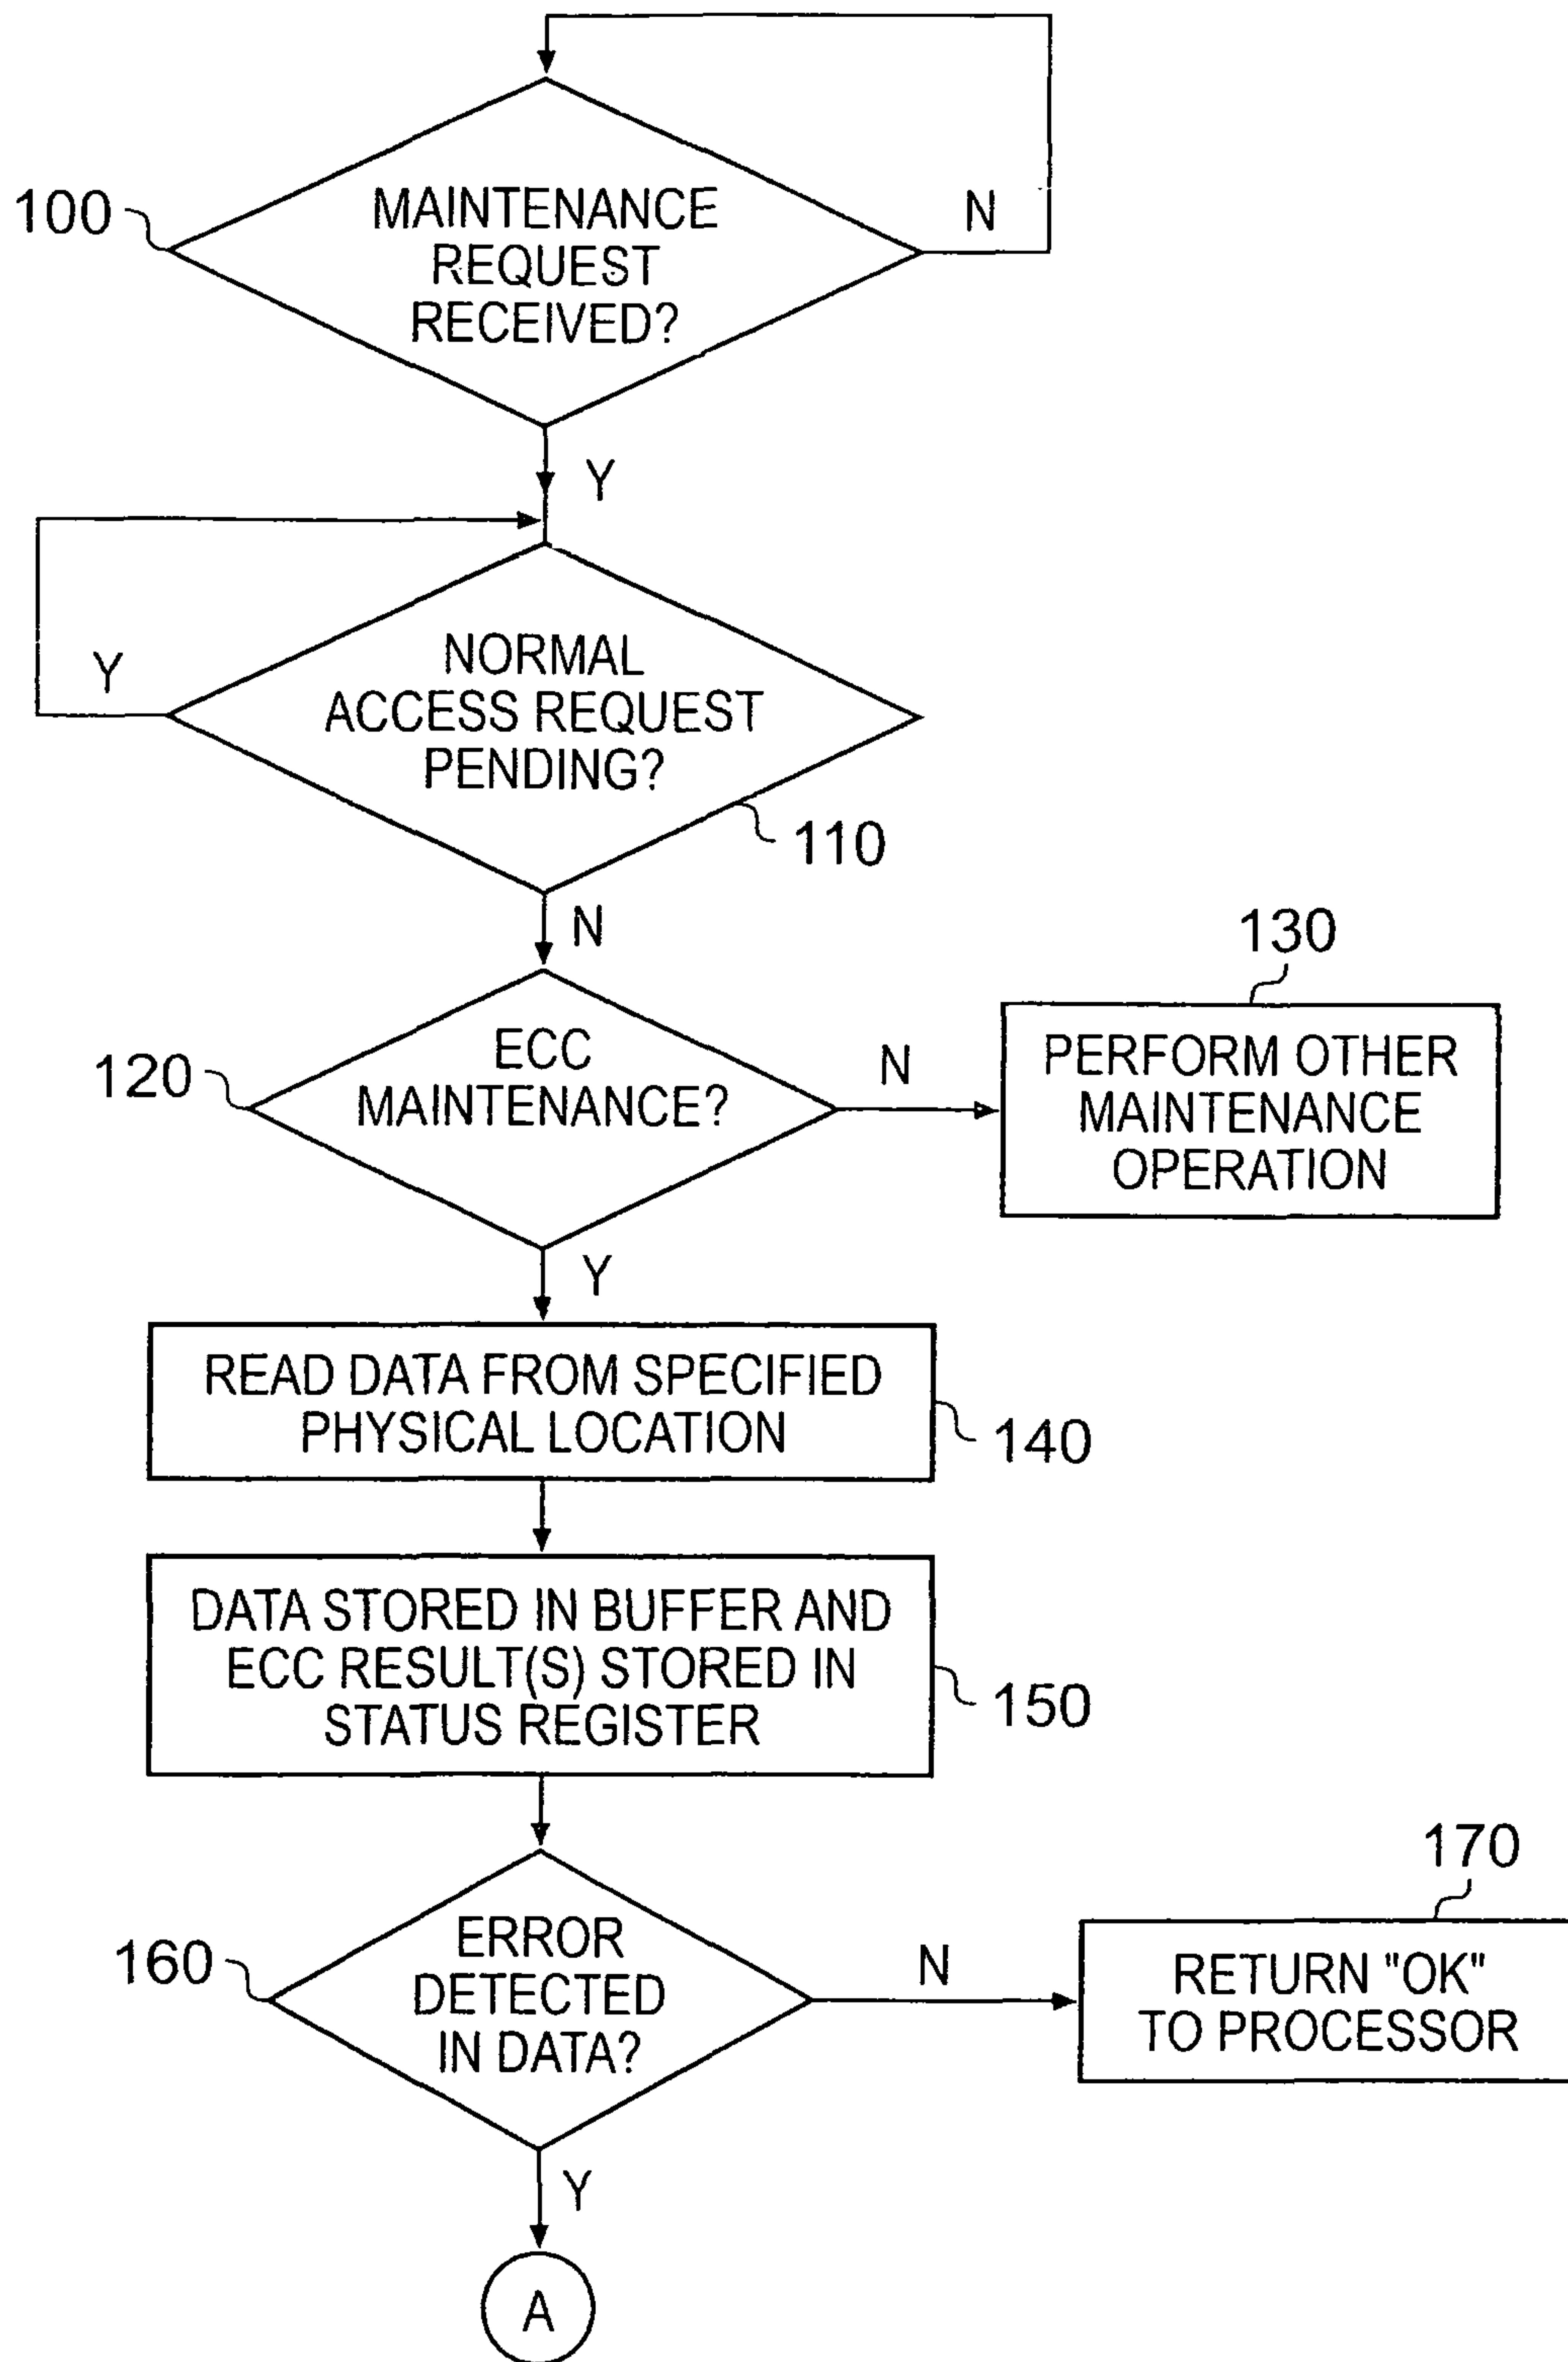 100
MAINTENANCE
REQUEST
RECEIVED?
N
Y
Y
NORMAL
ACCESS REQUEST
PENDING?
110
N
120
ECC
MAINTENANCE?
N
130
PERFORM OTHER
MAINTENANCE
OPERATION
Y
READ DATA FROM SPECIFIED
PHYSICAL LOCATION
140
DATA STORED IN BUFFER AND
ECC RESULT(S) STORED IN
STATUS REGISTER
150
160
ERROR
DETECTED
IN DATA?
N
170
RETURN "OK"
TO PROCESSOR
Y
A